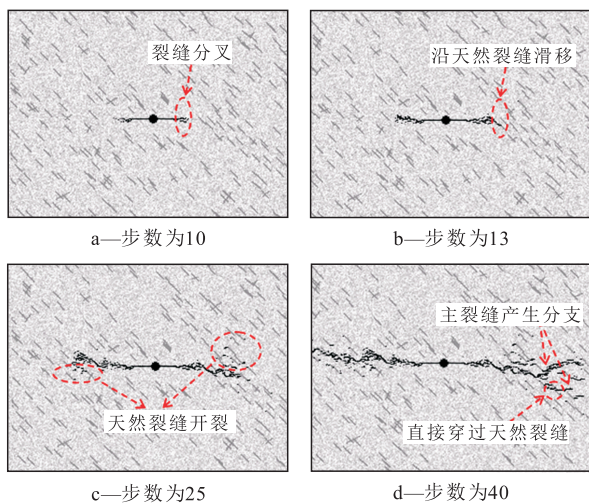 裂缝分叉
沿天然裂缝滑移
a—步数为10
b—步数为13
天然裂缝开裂
主裂缝产生分支
直接穿过天然裂缝
c—步数为25
d—步数为40